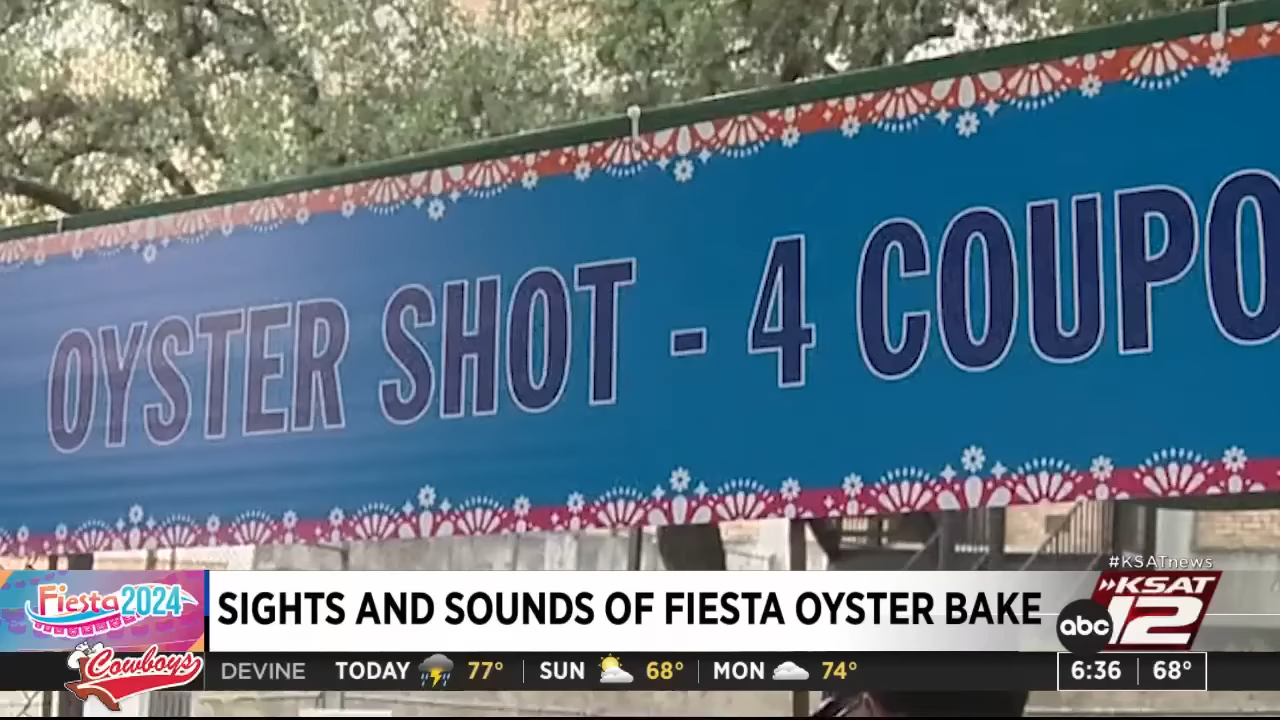 OYSTER SHOT - 4 COUPO
#KSATnews
Fiesta 2024
SIGHTS AND SOUNDS OF FIESTA OYSTER BAKE
abc
KSAT
12
Cowboys
DEVINE TODAY 77° SUN 68° MON 74°
6:36 68°